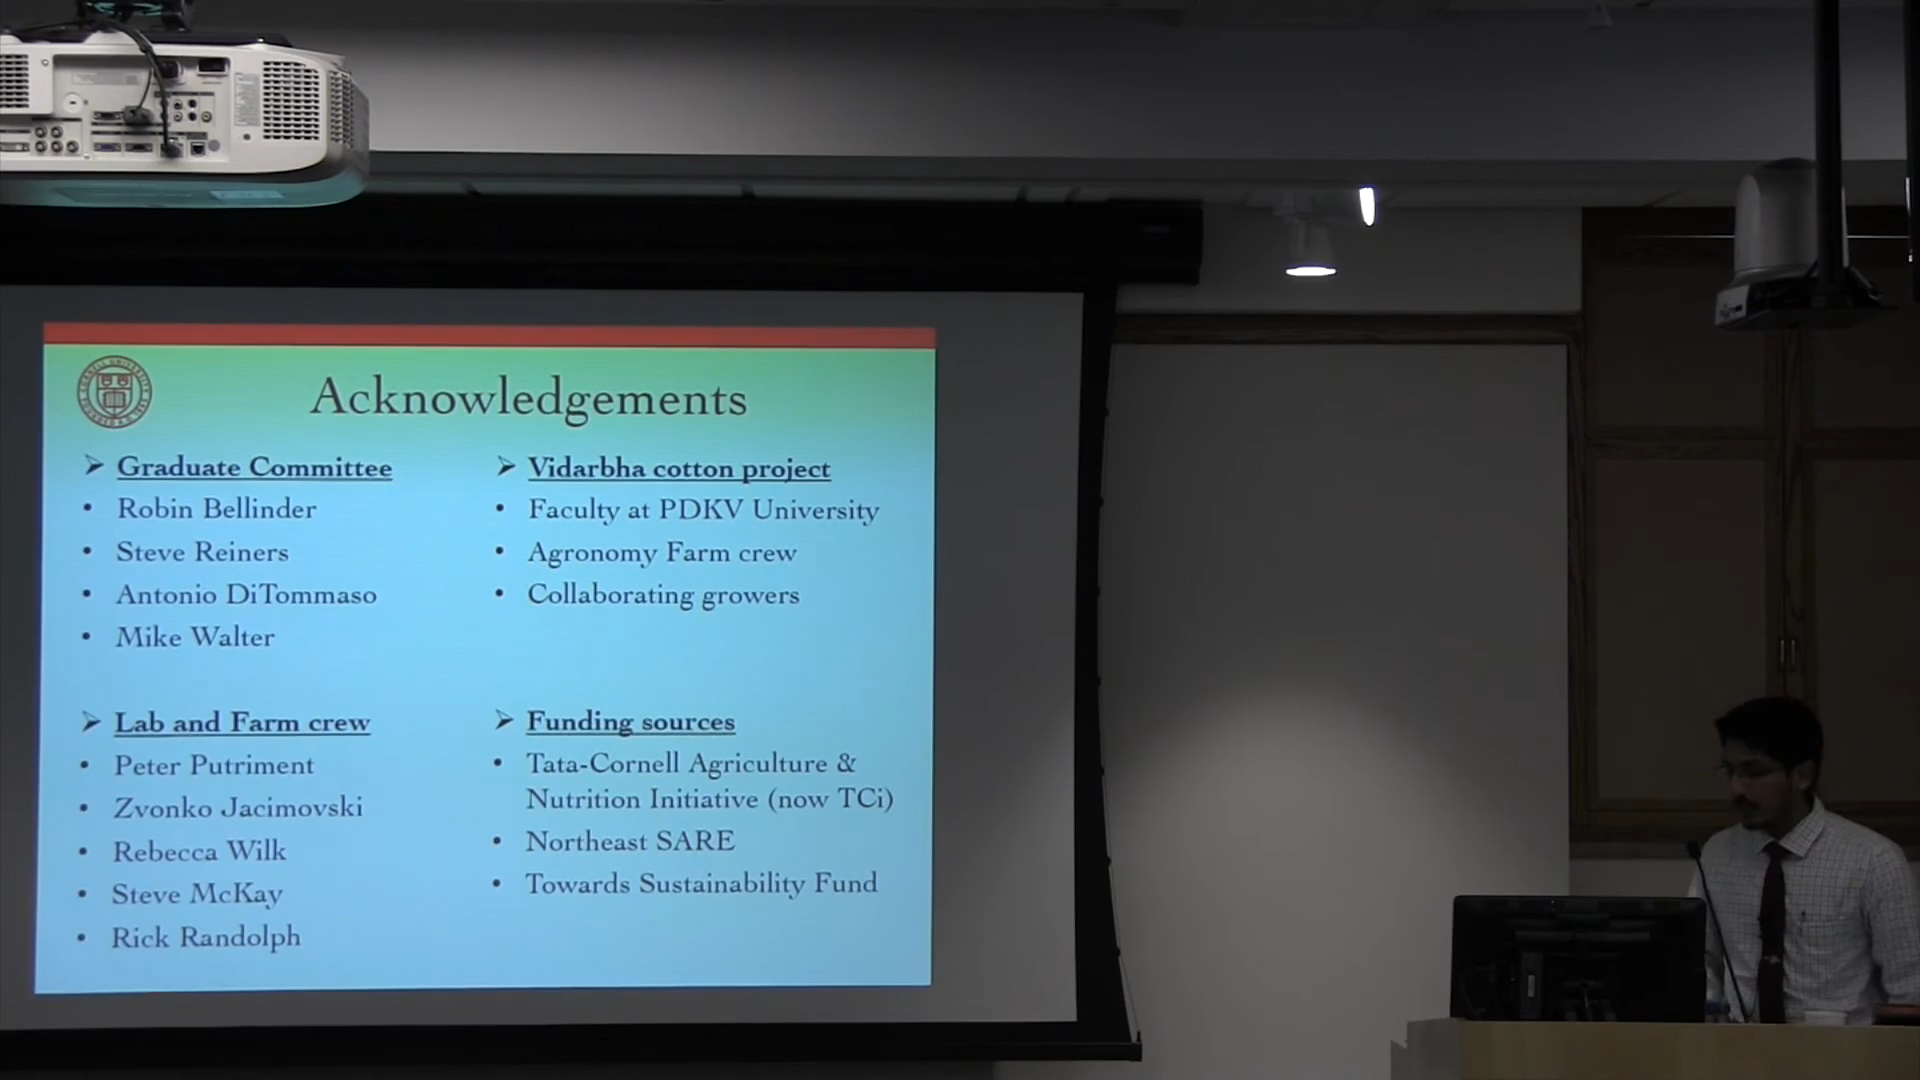 Acknowledgements
➢ Graduate Committee
• Robin Bellinder
• Steve Reiners
• Antonio DiTommaso
• Mike Walter
➢ Lab and Farm crew
• Peter Putriment
• Zvonko Jacimovski
• Rebecca Wilk
• Steve McKay
• Rick Randolph
➢ Vidarbha cotton project
• Faculty at PDKV University
• Agronomy Farm crew
• Collaborating growers
➢ Funding sources
• Tata-Cornell Agriculture &
Nutrition Initiative (now TCi)
• Northeast SARE
• Towards Sustainability Fund